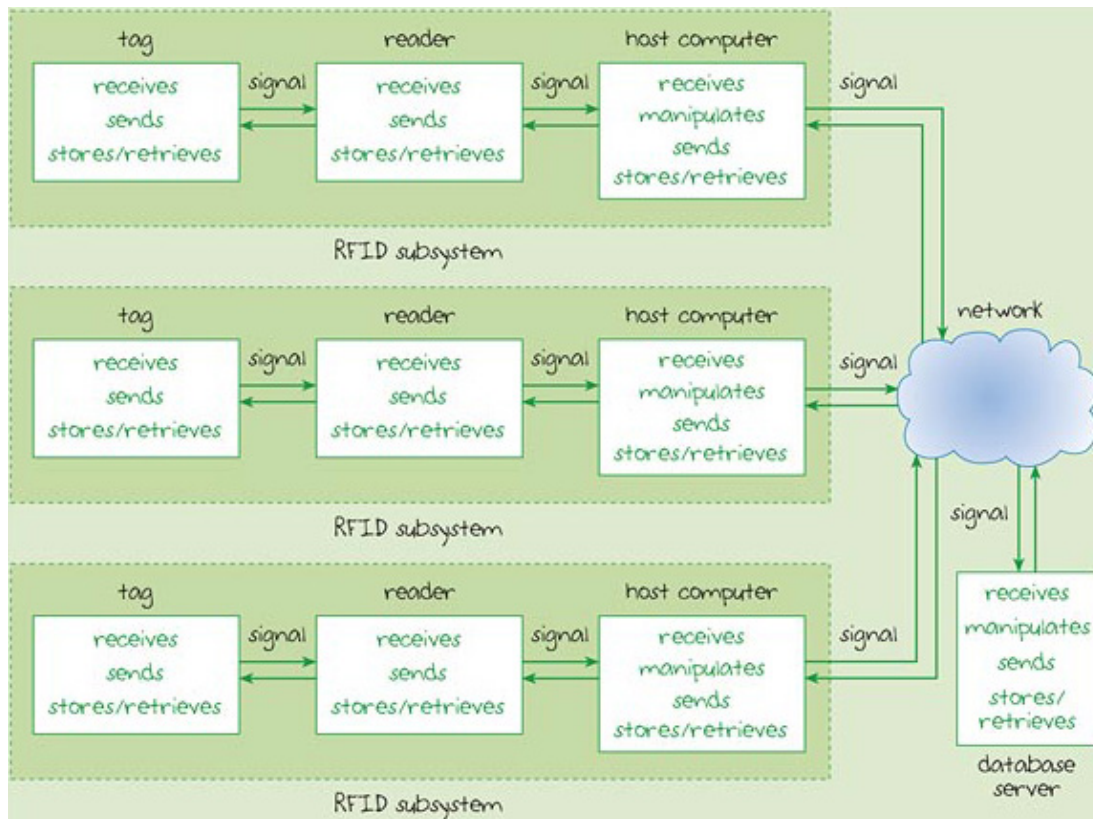 tag
reader
host computer
receives
sends
stores/retrieves
signal
receives
sends
stores/retrieves
signal
receives
manipulates
sends
stores/retrieves
signal
RFID subsystem
tag
reader
host computer
receives
sends
stores/retrieves
signal
receives
sends
stores/retrieves
signal
receives
manipulates
sends
stores/retrieves
signal
network
RFID subsystem
signal
tag
reader
host computer
receives
sends
stores/retrieves
signal
receives
sends
stores/retrieves
signal
receives
manipulates
sends
stores/retrieves
signal
receives
manipulates
sends
stores/
retrieves
database
server
RFID subsystem